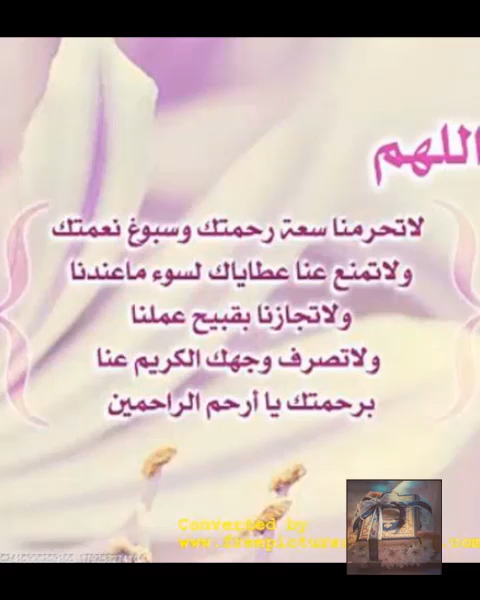 اللهم
لاتحرمنا سعة رحمتك وسبوغ نعمتك
ولاتمنع عنا عطاياك لسوء ماعندنا
ولاتجازنا بقبيح عملنا
ولاتصرف وجهك الكريم عنا
برحمتك يا أرحم الراحمين
Converted by